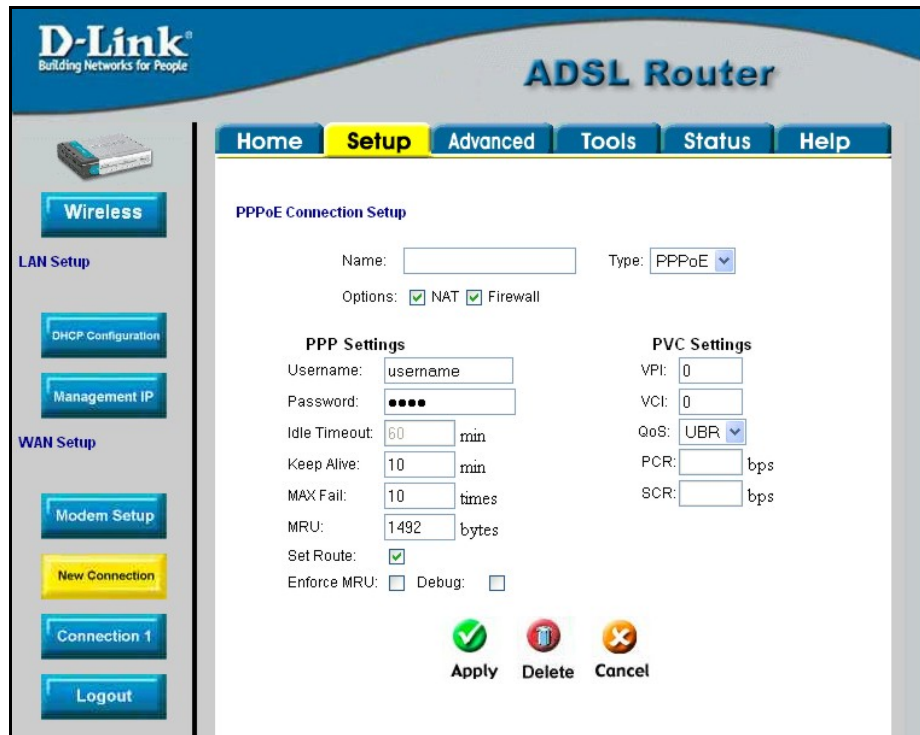 D-Link®
Building Networks for People
ADSL Router
Home Setup Advanced Tools Status Help
Wireless
LAN Setup
DHCP Configuration
Management IP
WAN Setup
Modem Setup
New Connection
Connection 1
Logout
PPPoE Connection Setup
Name: Type: PPPoE
Options: NAT Firewall
PPP Settings PVC Settings
Username: username VPI: 0
Password: •••• VCI: 0
Idle Timeout: 60 min QoS: UBR
Keep Alive: 10 min PCR: bps
MAX Fail: 10 times SCR: bps
MRU: 1492 bytes
Set Route:
Enforce MRU: Debug:
Apply Delete Cancel